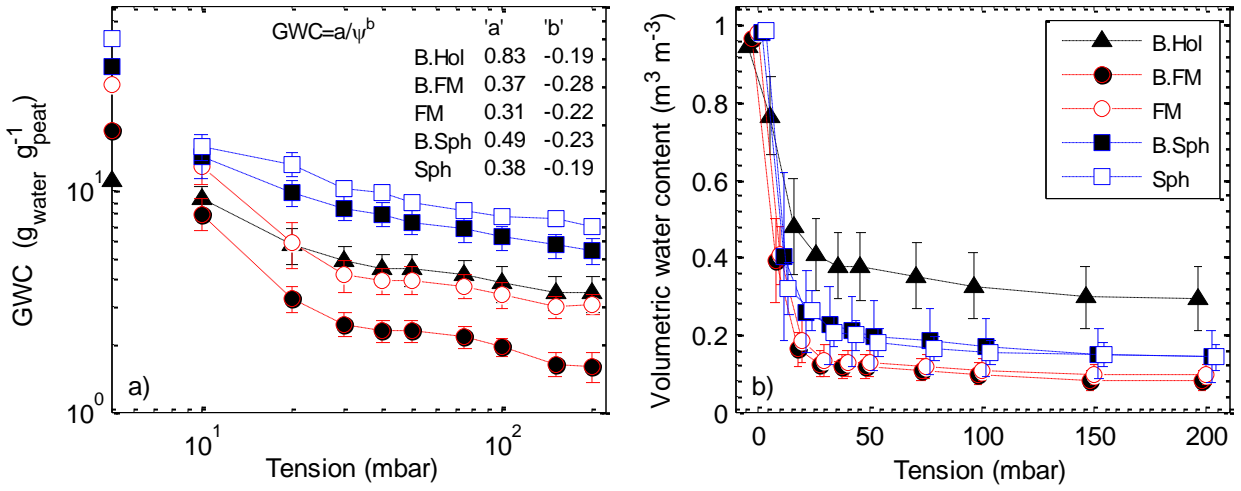 GWC=a/ψ^b 'a' 'b'
B.Hol 0.83 -0.19
B.FM 0.37 -0.28
FM 0.31 -0.22
B.Sph 0.49 -0.23
Sph 0.38 -0.19
GWC (g_water g^-1_peat)
10^1
10^0
a)
10^1 10^2
Tension (mbar)
Volumetric water content (m^3 m^-3)
1
0.8
0.6
0.4
0.2
0
B.Hol
B.FM
FM
B.Sph
Sph
b)
0 50 100 150 200
Tension (mbar)